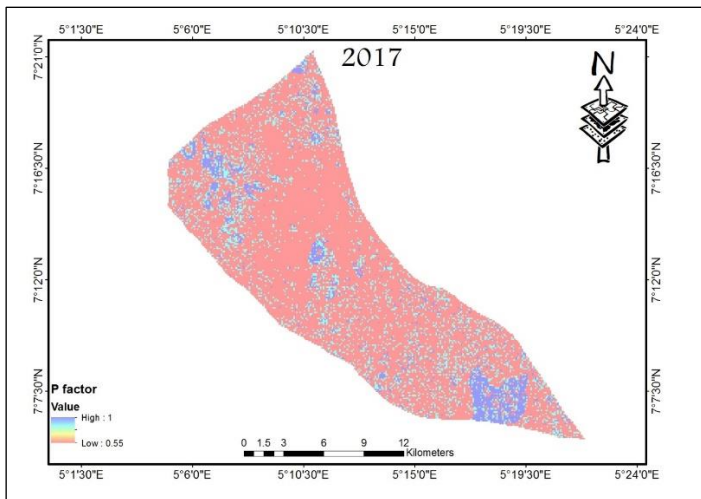 5°1'30"E 5°6'0"E 5°10'30"E 5°15'0"E 5°19'30"E 5°24'0"E
2017
N
7°21'0"N 7°21'0"N
7°16'30"N 7°16'30"N
7°12'0"N 7°12'0"N
7°7'30"N 7°7'30"N
P factor
Value
High : 1
Low : 0.55
0 1.5 3 6 9 12
Kilometers
5°1'30"E 5°6'0"E 5°10'30"E 5°15'0"E 5°19'30"E 5°24'0"E